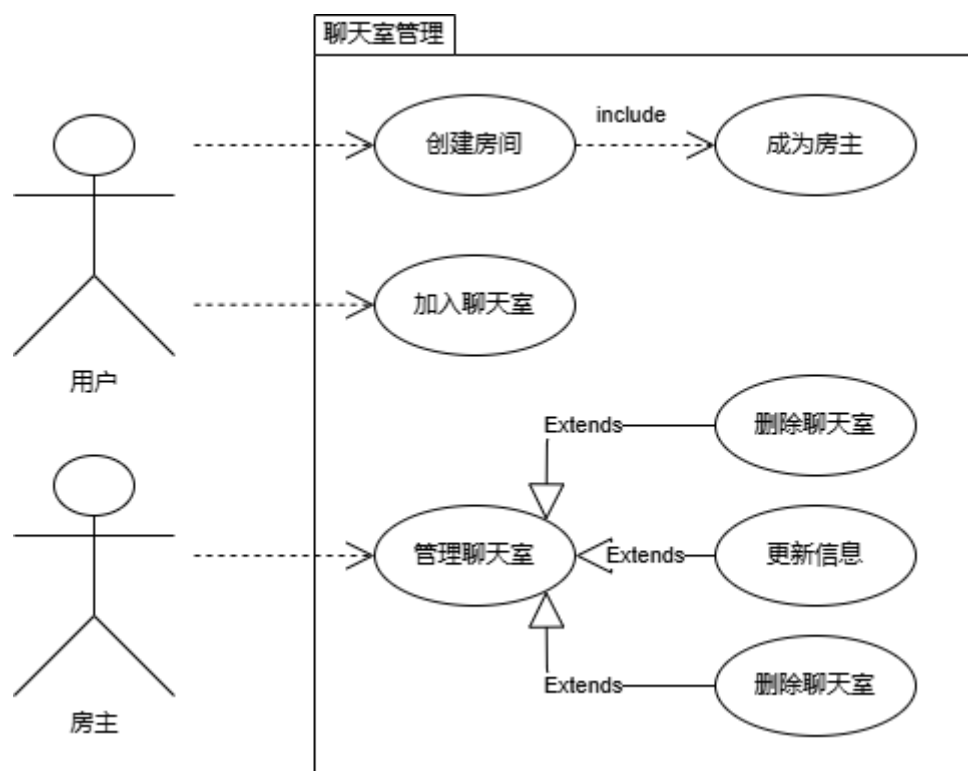 聊天室管理
创建房间
include
成为房主
加入聊天室
用户
Extends
删除聊天室
管理聊天室
Extends
更新信息
Extends
删除聊天室
房主